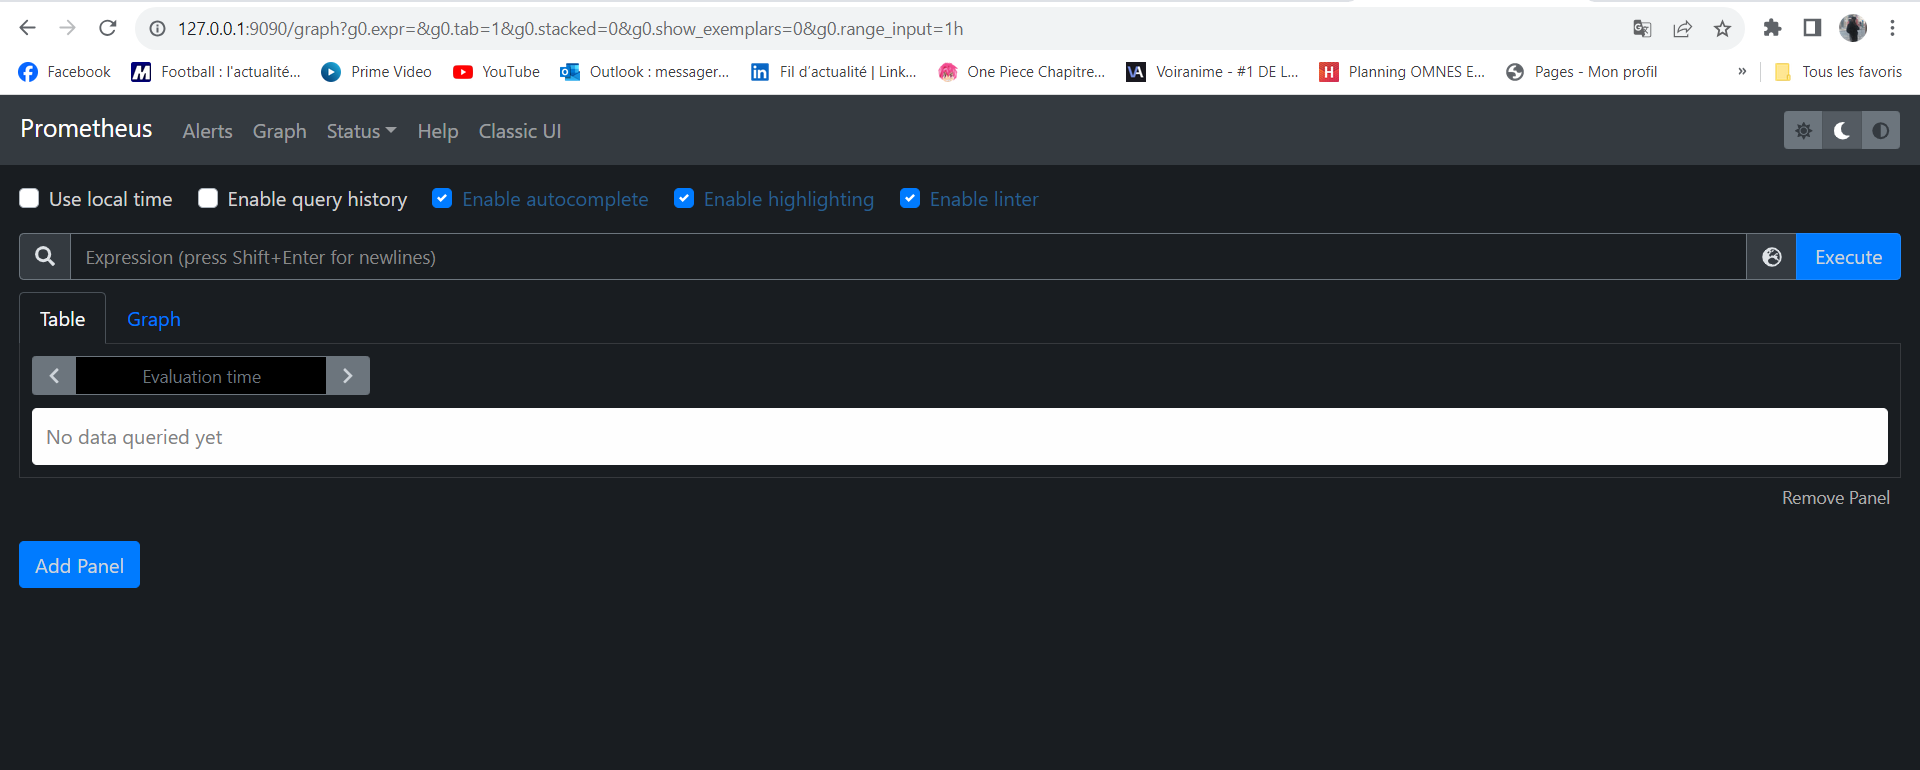 127.0.0.1:9090/graph?g0.expr=&g0.tab=1&g0.stacked=0&g0.show_exemplars=0&g0.range_input=1h
Facebook Football : l'actualité... Prime Video YouTube Outlook : messager... Fil d'actualité | Link... One Piece Chapitre... VA Voiranime - #1 DE L... H Planning OMNES E... Pages - Mon profil » Tous les favoris
Prometheus Alerts Graph Status Help Classic UI
Use local time Enable query history Enable autocomplete Enable highlighting Enable linter
Expression (press Shift+Enter for newlines) Execute
Table Graph
Evaluation time
No data queried yet
Remove Panel
Add Panel